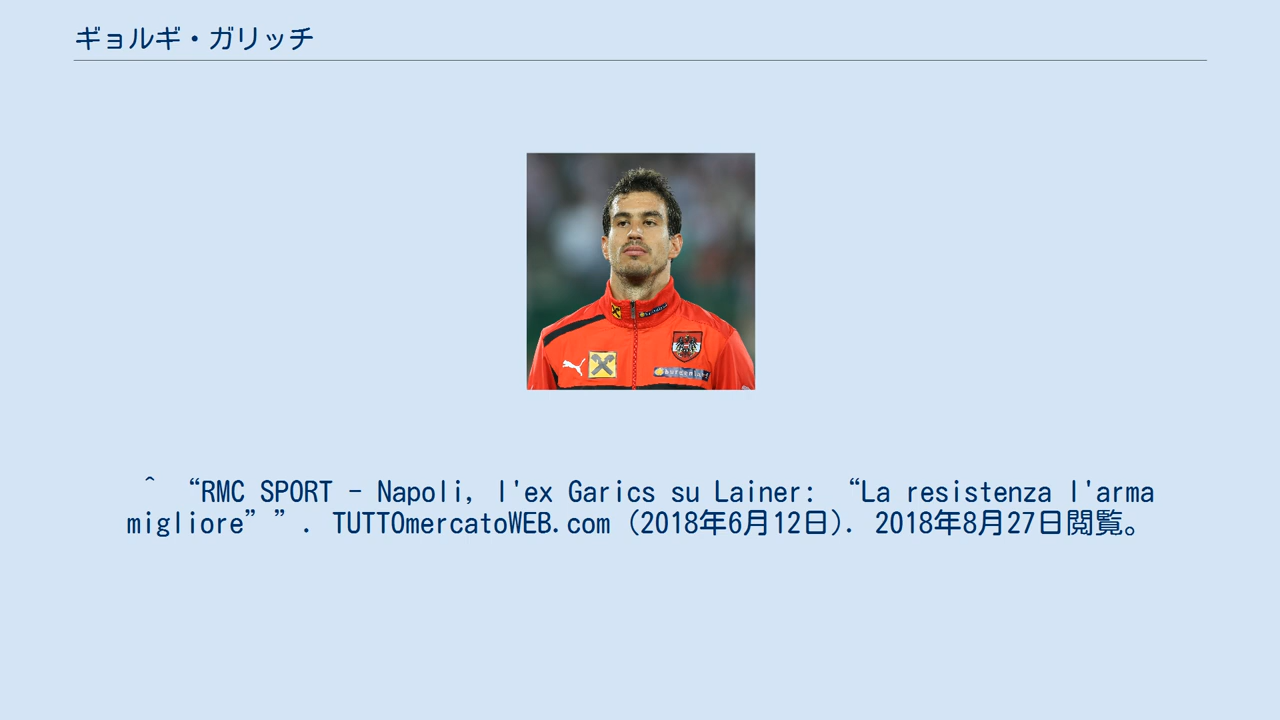 ギョルギ・ガリッチ
^ “RMC SPORT - Napoli, l'ex Garics su Lainer: “La resistenza l'arma
migliore””. TUTTOmercatoWEB.com (2018年6月12日). 2018年8月27日閲覧。